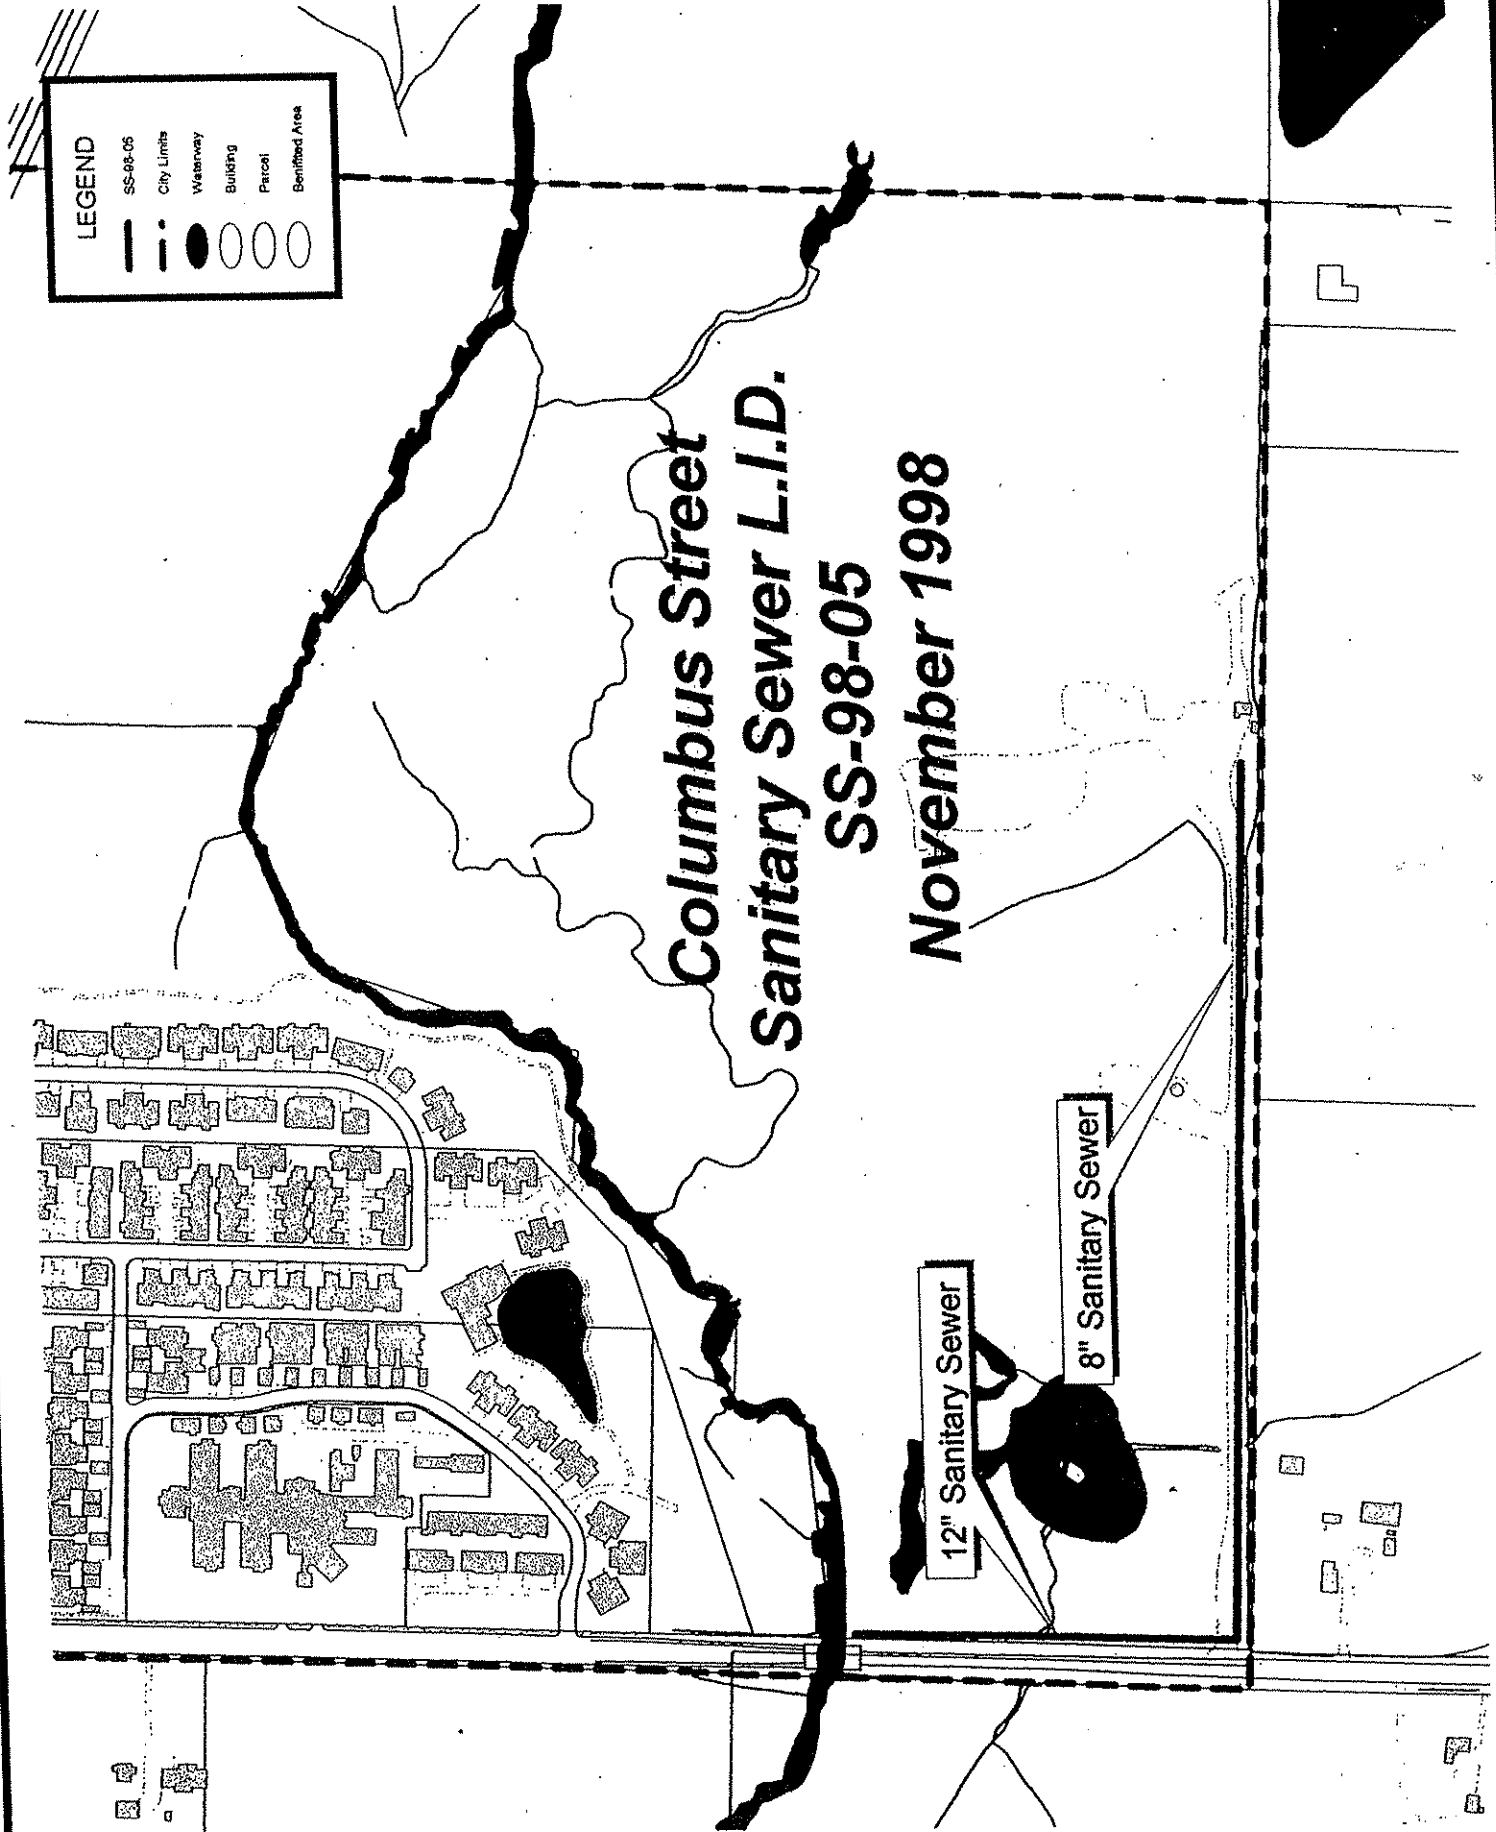 LEGEND
SS-98-05
City Limits
Waterway
Building
Parcel
Benifitted Area
Columbus Street
Sanitary Sewer L.I.D.
SS-98-05
November 1998
12" Sanitary Sewer
8" Sanitary Sewer